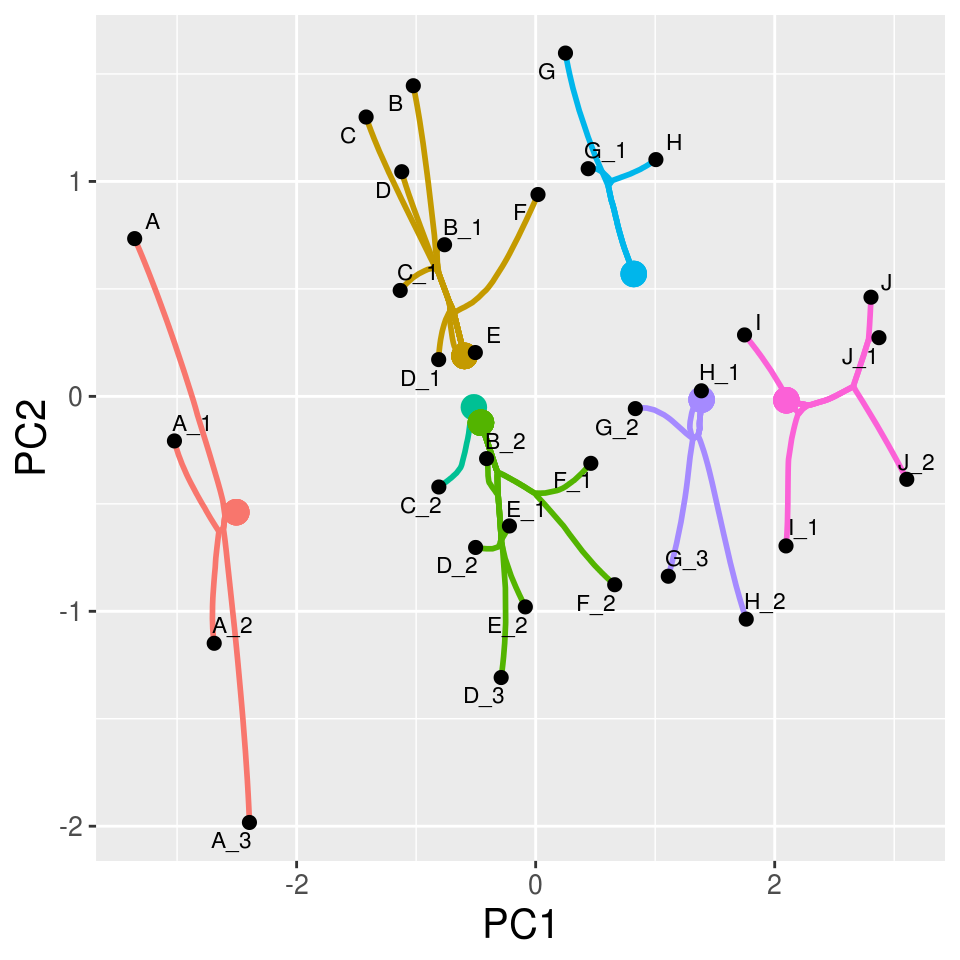 G
B
C
G_1
H
D
F
A
B_1
C_1
J
I
E
J_1
D_1
H_1
A_1
G_2
B_2
J_2
F_1
C_2
E_1
I_1
D_2
G_3
F_2
H_2
A_2
E_2
D_3
A_3
1
0
-1
-2
PC2
-2
0
2
PC1